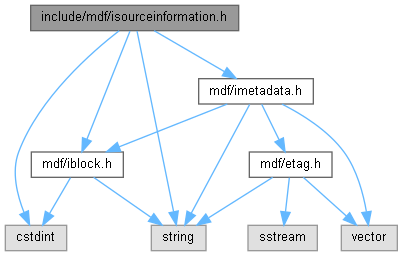 include/mdf/isourceinformation.h
mdf/imetadata.h
mdf/iblock.h
mdf/etag.h
cstdint
string
sstream
vector